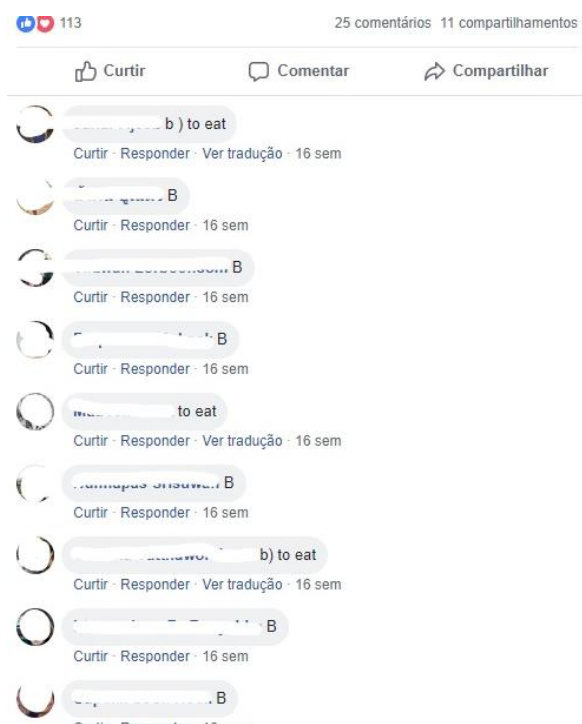 113 25 comentários 11 compartilhamentos
Curtir Comentar Compartilhar
b ) to eat
Curtir · Responder · Ver tradução · 16 sem
B
Curtir · Responder · 16 sem
B
Curtir · Responder · 16 sem
B
Curtir · Responder · 16 sem
to eat
Curtir · Responder · Ver tradução · 16 sem
B
Curtir · Responder · 16 sem
b) to eat
Curtir · Responder · Ver tradução · 16 sem
B
Curtir · Responder · 16 sem
B